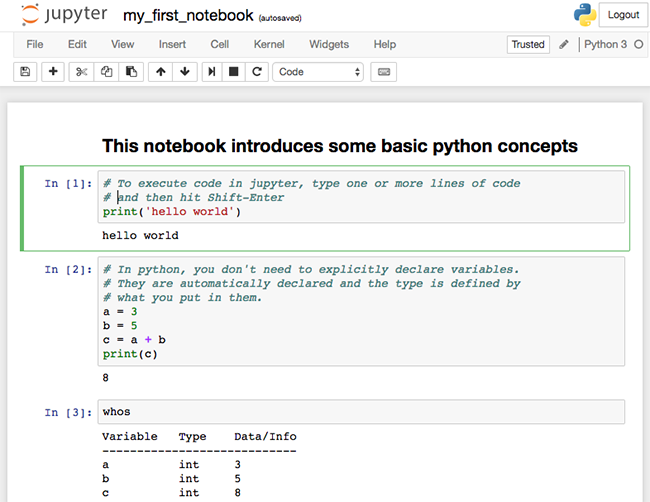 jupyter my_first_notebook (autosaved) Logout
File Edit View Insert Cell Kernel Widgets Help Trusted Python 3
Code
This notebook introduces some basic python concepts
In [1]: # To execute code in jupyter, type one or more lines of code
# and then hit Shift-Enter
print('hello world')
hello world
In [2]: # In python, you don't need to explicitly declare variables.
# They are automatically declared and the type is defined by
# what you put in them.
a = 3
b = 5
c = a + b
print(c)
8
In [3]: whos
Variable Type Data/Info
----------------------------
a int 3
b int 5
c int 8